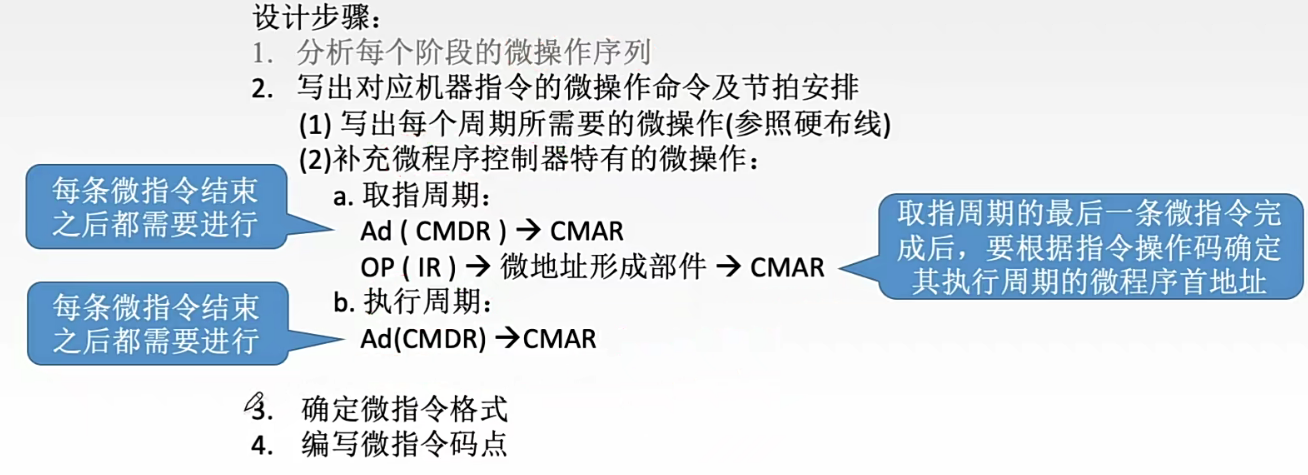 设计步骤：
1. 分析每个阶段的微操作序列
2. 写出对应机器指令的微操作命令及节拍安排
(1) 写出每个周期所需要的微操作(参照硬布线)
(2)补充微程序控制器特有的微操作：
每条微指令结束
之后都需要进行
a. 取指周期：
Ad ( CMDR ) → CMAR
OP ( IR ) → 微地址形成部件 → CMAR
取指周期的最后一条微指令完
成后，要根据指令操作码确定
其执行周期的微程序首地址
每条微指令结束
之后都需要进行
b. 执行周期：
Ad(CMDR) →CMAR
3. 确定微指令格式
4. 编写微指令码点